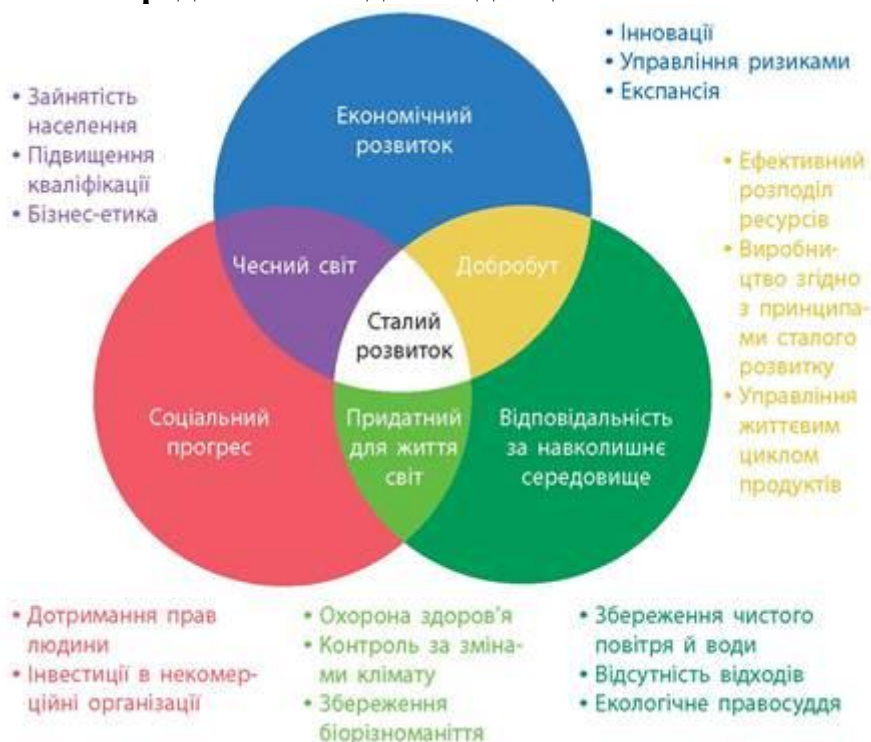 • Інновації
• Управління ризиками
• Експансія
• Зайнятість
населення
• Підвищення
кваліфікації
• Бізнес-етика
Економічний
розвиток
• Ефективний
розподіл
ресурсів
• Виробни-
цтво згідно
з принципа-
ми сталого
розвитку
• Управління
життєвим
циклом
продуктів
Чесний світ
Добробут
Сталий
розвиток
Соціальний
прогрес
Придатний
для життя
світ
Відповідальність
за навколишнє
середовище
• Дотримання прав
людини
• Інвестиції в некомер-
ційні організації
• Охорона здоров'я
• Контроль за зміна-
ми клімату
• Збереження
біорізноманіття
• Збереження чистого
повітря й води
• Відсутність відходів
• Екологічне правосуддя